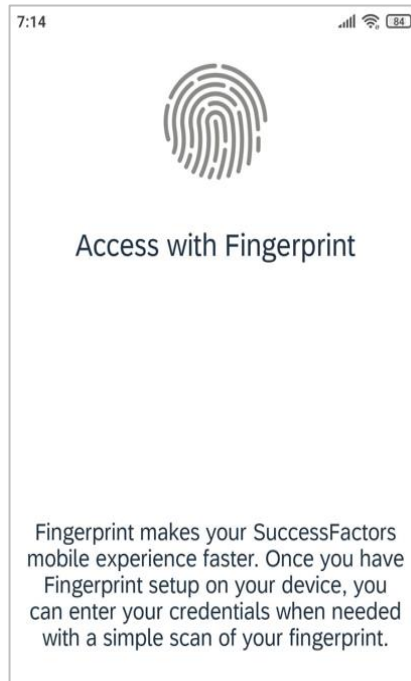 7:14 84
Access with Fingerprint
Fingerprint makes your SuccessFactors
mobile experience faster. Once you have
Fingerprint setup on your device, you
can enter your credentials when needed
with a simple scan of your fingerprint.